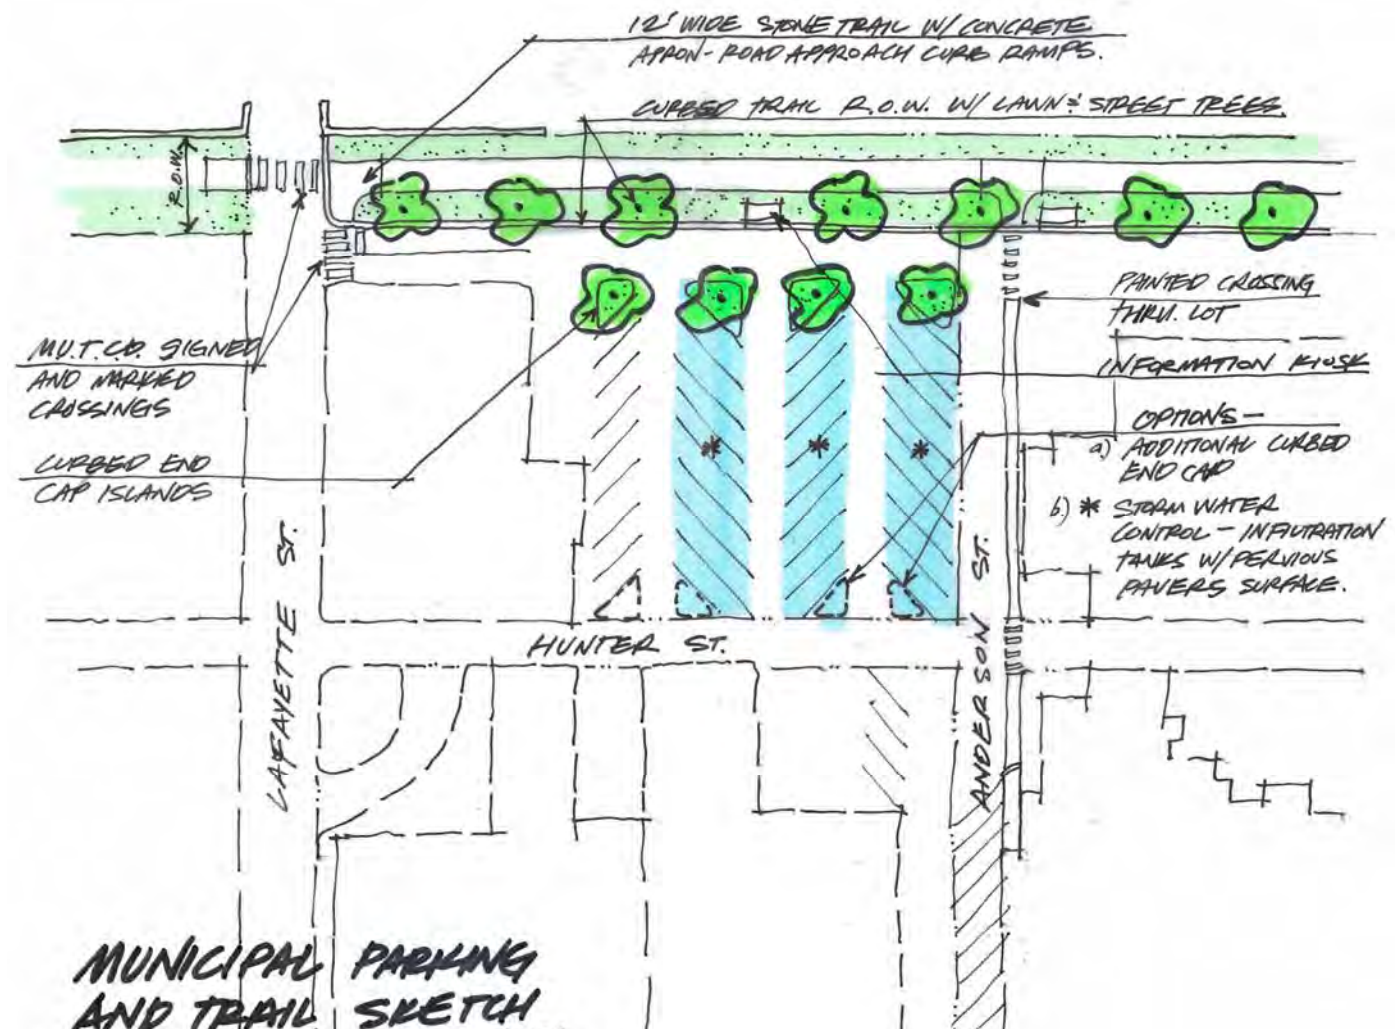 12' WIDE STONE TRAIL W/ CONCRETE
APRON - ROAD APPROACH CURB RAMPS.
CURBED TRAIL R.O.W. W/ LAWN & STREET TREES.
R.O.W.
PAINTED CROSSING
THRU. LOT
M.U.T.C.D. SIGNED
AND MARKED
CROSSINGS
INFORMATION KIOSK
OPTIONS -
a) ADDITIONAL CURBED
END CAP
CURBED END
CAP ISLANDS
b.) * STORM WATER
CONTROL - INFILTRATION
TANKS W/ PERVIOUS
PAVERS SURFACE.
* * *
LAFAYETTE ST.
HUNTER ST.
ANDERSON ST.
MUNICIPAL PARKING
AND TRAIL SKETCH